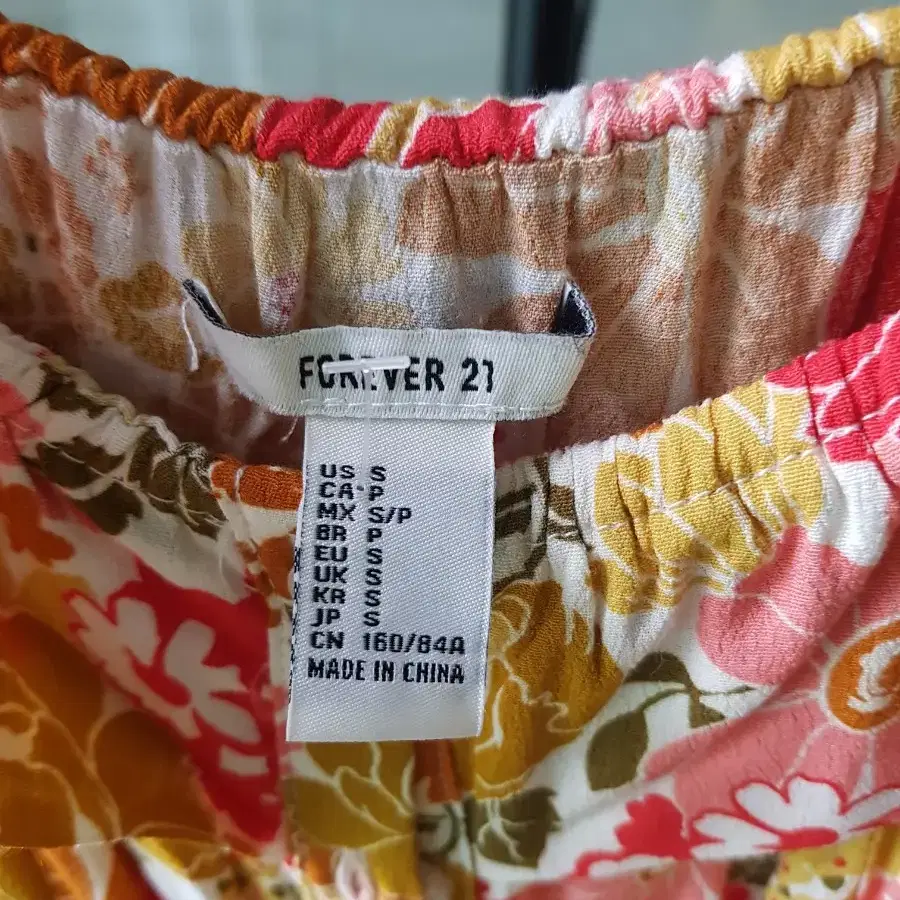 FOREVER 21
US S
CA P
MX S/P
BR P
EU S
UK S
KR S
JP S
CN 160/84A
MADE IN CHINA